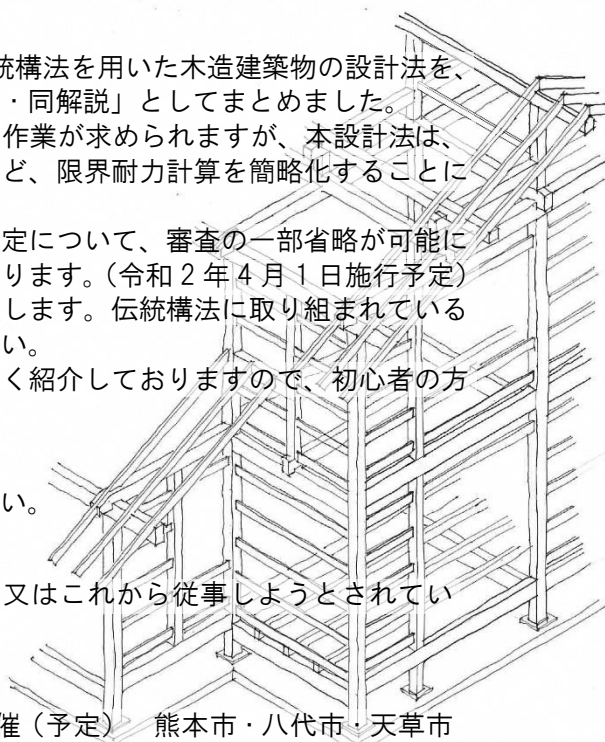 統構法を用いた木造建築物の設計法を、
・同解説」としてまとめました。
作業が求められますが、本設計法は、
ど、限界耐力計算を簡略化することに
定について、審査の一部省略が可能に
ります。（令和２年４月１日施行予定）
します。伝統構法に取り組まれている
い。
く紹介しておりますので、初心者の方
い。
又はこれから従事しようとされてい
催（予定）　熊本市・八代市・天草市